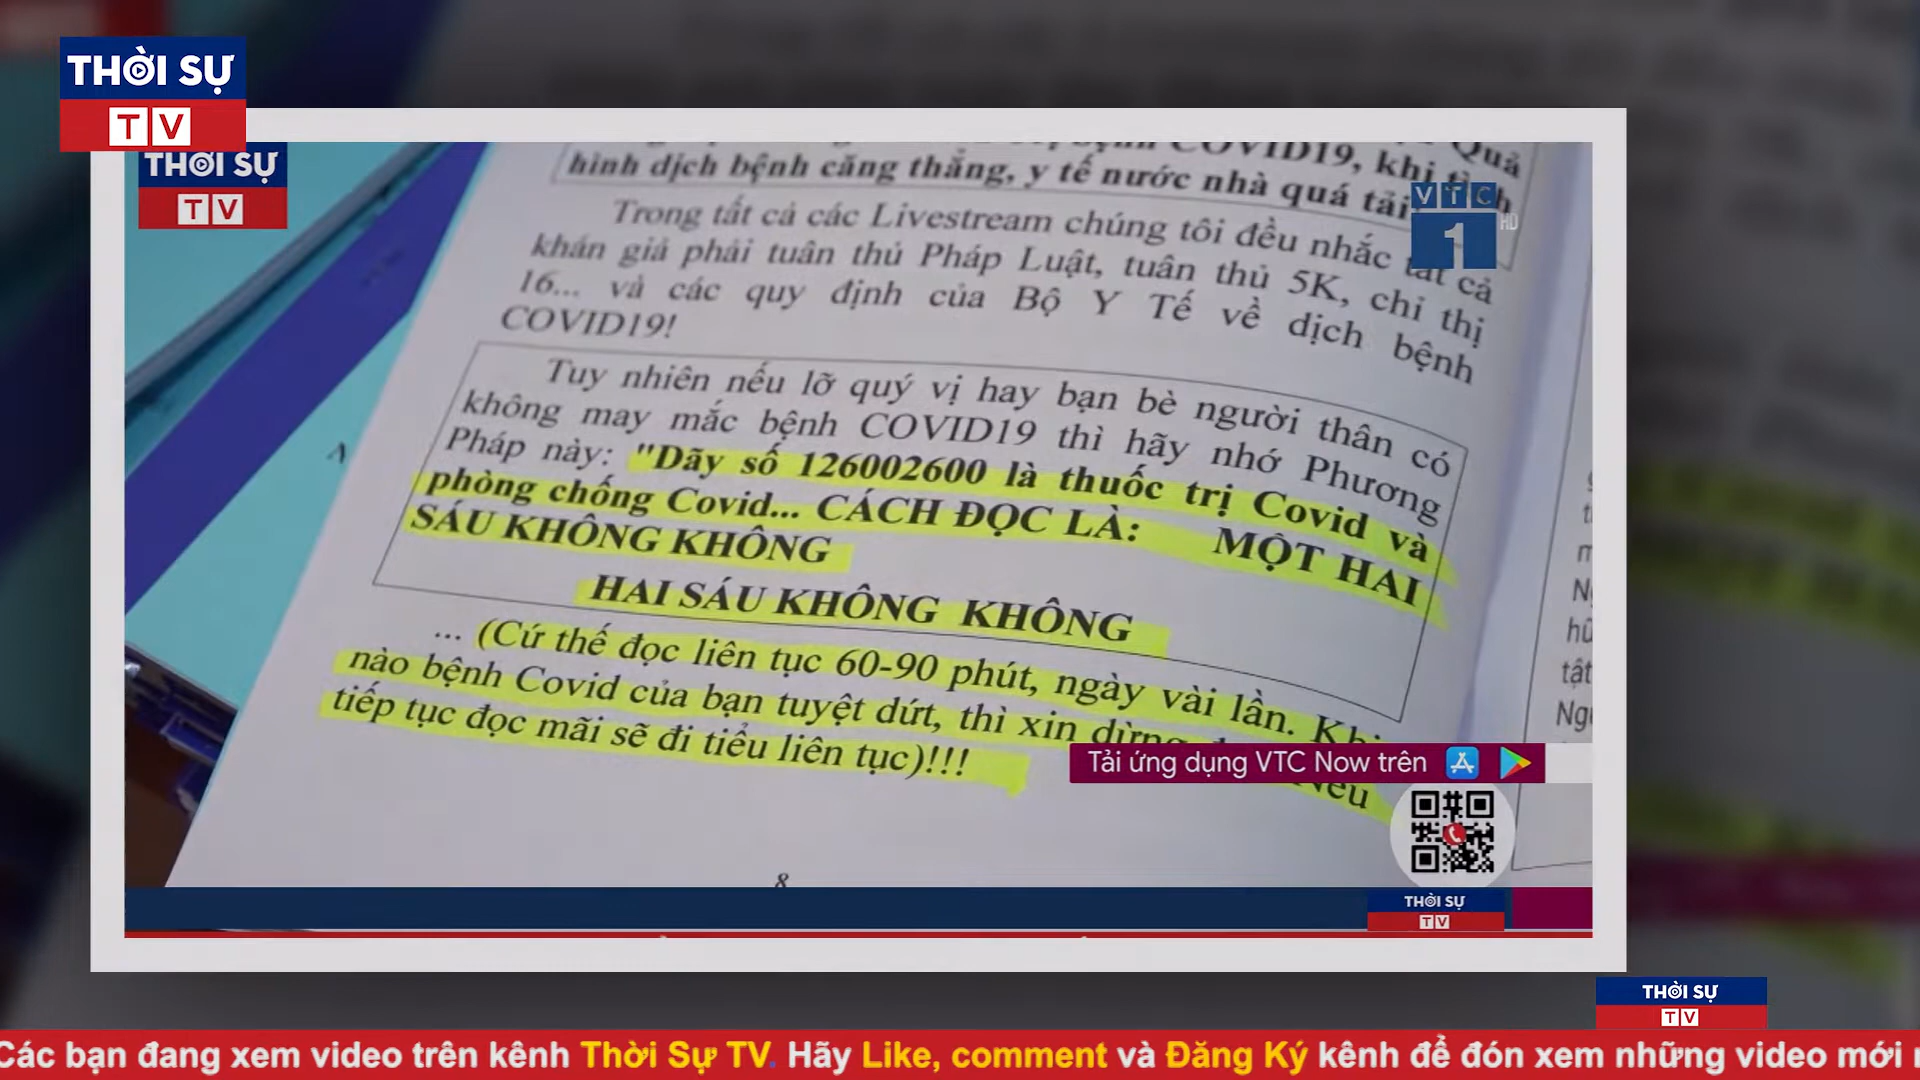 THỜI SỰ
TV
THỜI SỰ
TV
COVID19, khi tình
hình dịch bệnh căng thẳng, y tế nước nhà quá tải
VTC
1
HD
Trong tất cả các Livestream chúng tôi đều nhắc tất cả
khán giả phải tuân thủ Pháp Luật, tuân thủ 5K, chỉ thị
16... và các quy định của Bộ Y Tế về dịch bệnh
COVID19!
Tuy nhiên nếu lỡ quý vị hay bạn bè người thân có
không may mắc bệnh COVID19 thì hãy nhớ Phương
Pháp này: "Dãy số 126002600 là thuốc trị Covid và
phòng chống Covid... CÁCH ĐỌC LÀ: MỘT HAI
SÁU KHÔNG KHÔNG
HAI SÁU KHÔNG KHÔNG
... (Cứ thế đọc liên tục 60-90 phút, ngày vài lần. Khi
nào bệnh Covid của bạn tuyệt dứt, thì xin dừng Nếu
tiếp tục đọc mãi sẽ đi tiểu liên tục)!!!
8
Tải ứng dụng VTC Now trên
THỜI SỰ
TV
THỜI SỰ
TV
Các bạn đang xem video trên kênh Thời Sự TV. Hãy Like, comment và Đăng Ký kênh để đón xem những video mới